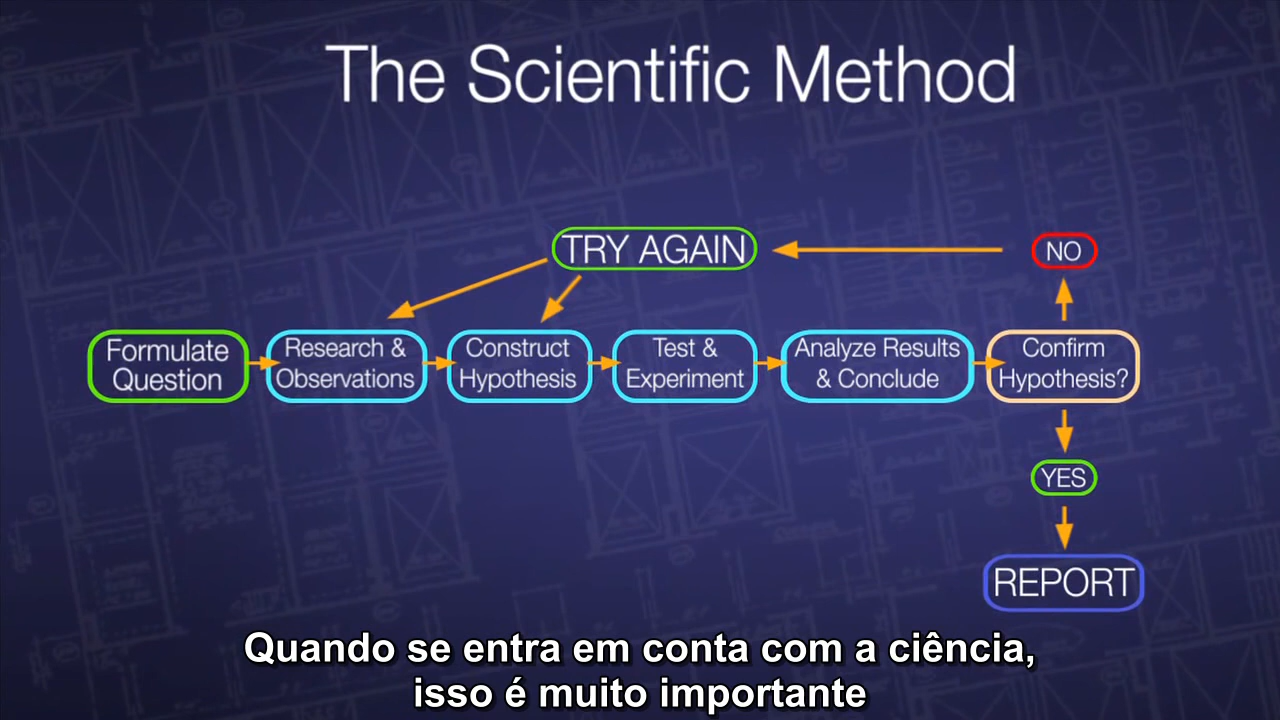 The Scientific Method
TRY AGAIN
NO
Formulate
Question
Research &
Observations
Construct
Hypothesis
Test &
Experiment
Analyze Results
& Conclude
Confirm
Hypothesis?
YES
REPORT
Quando se entra em conta com a ciência,
isso é muito importante